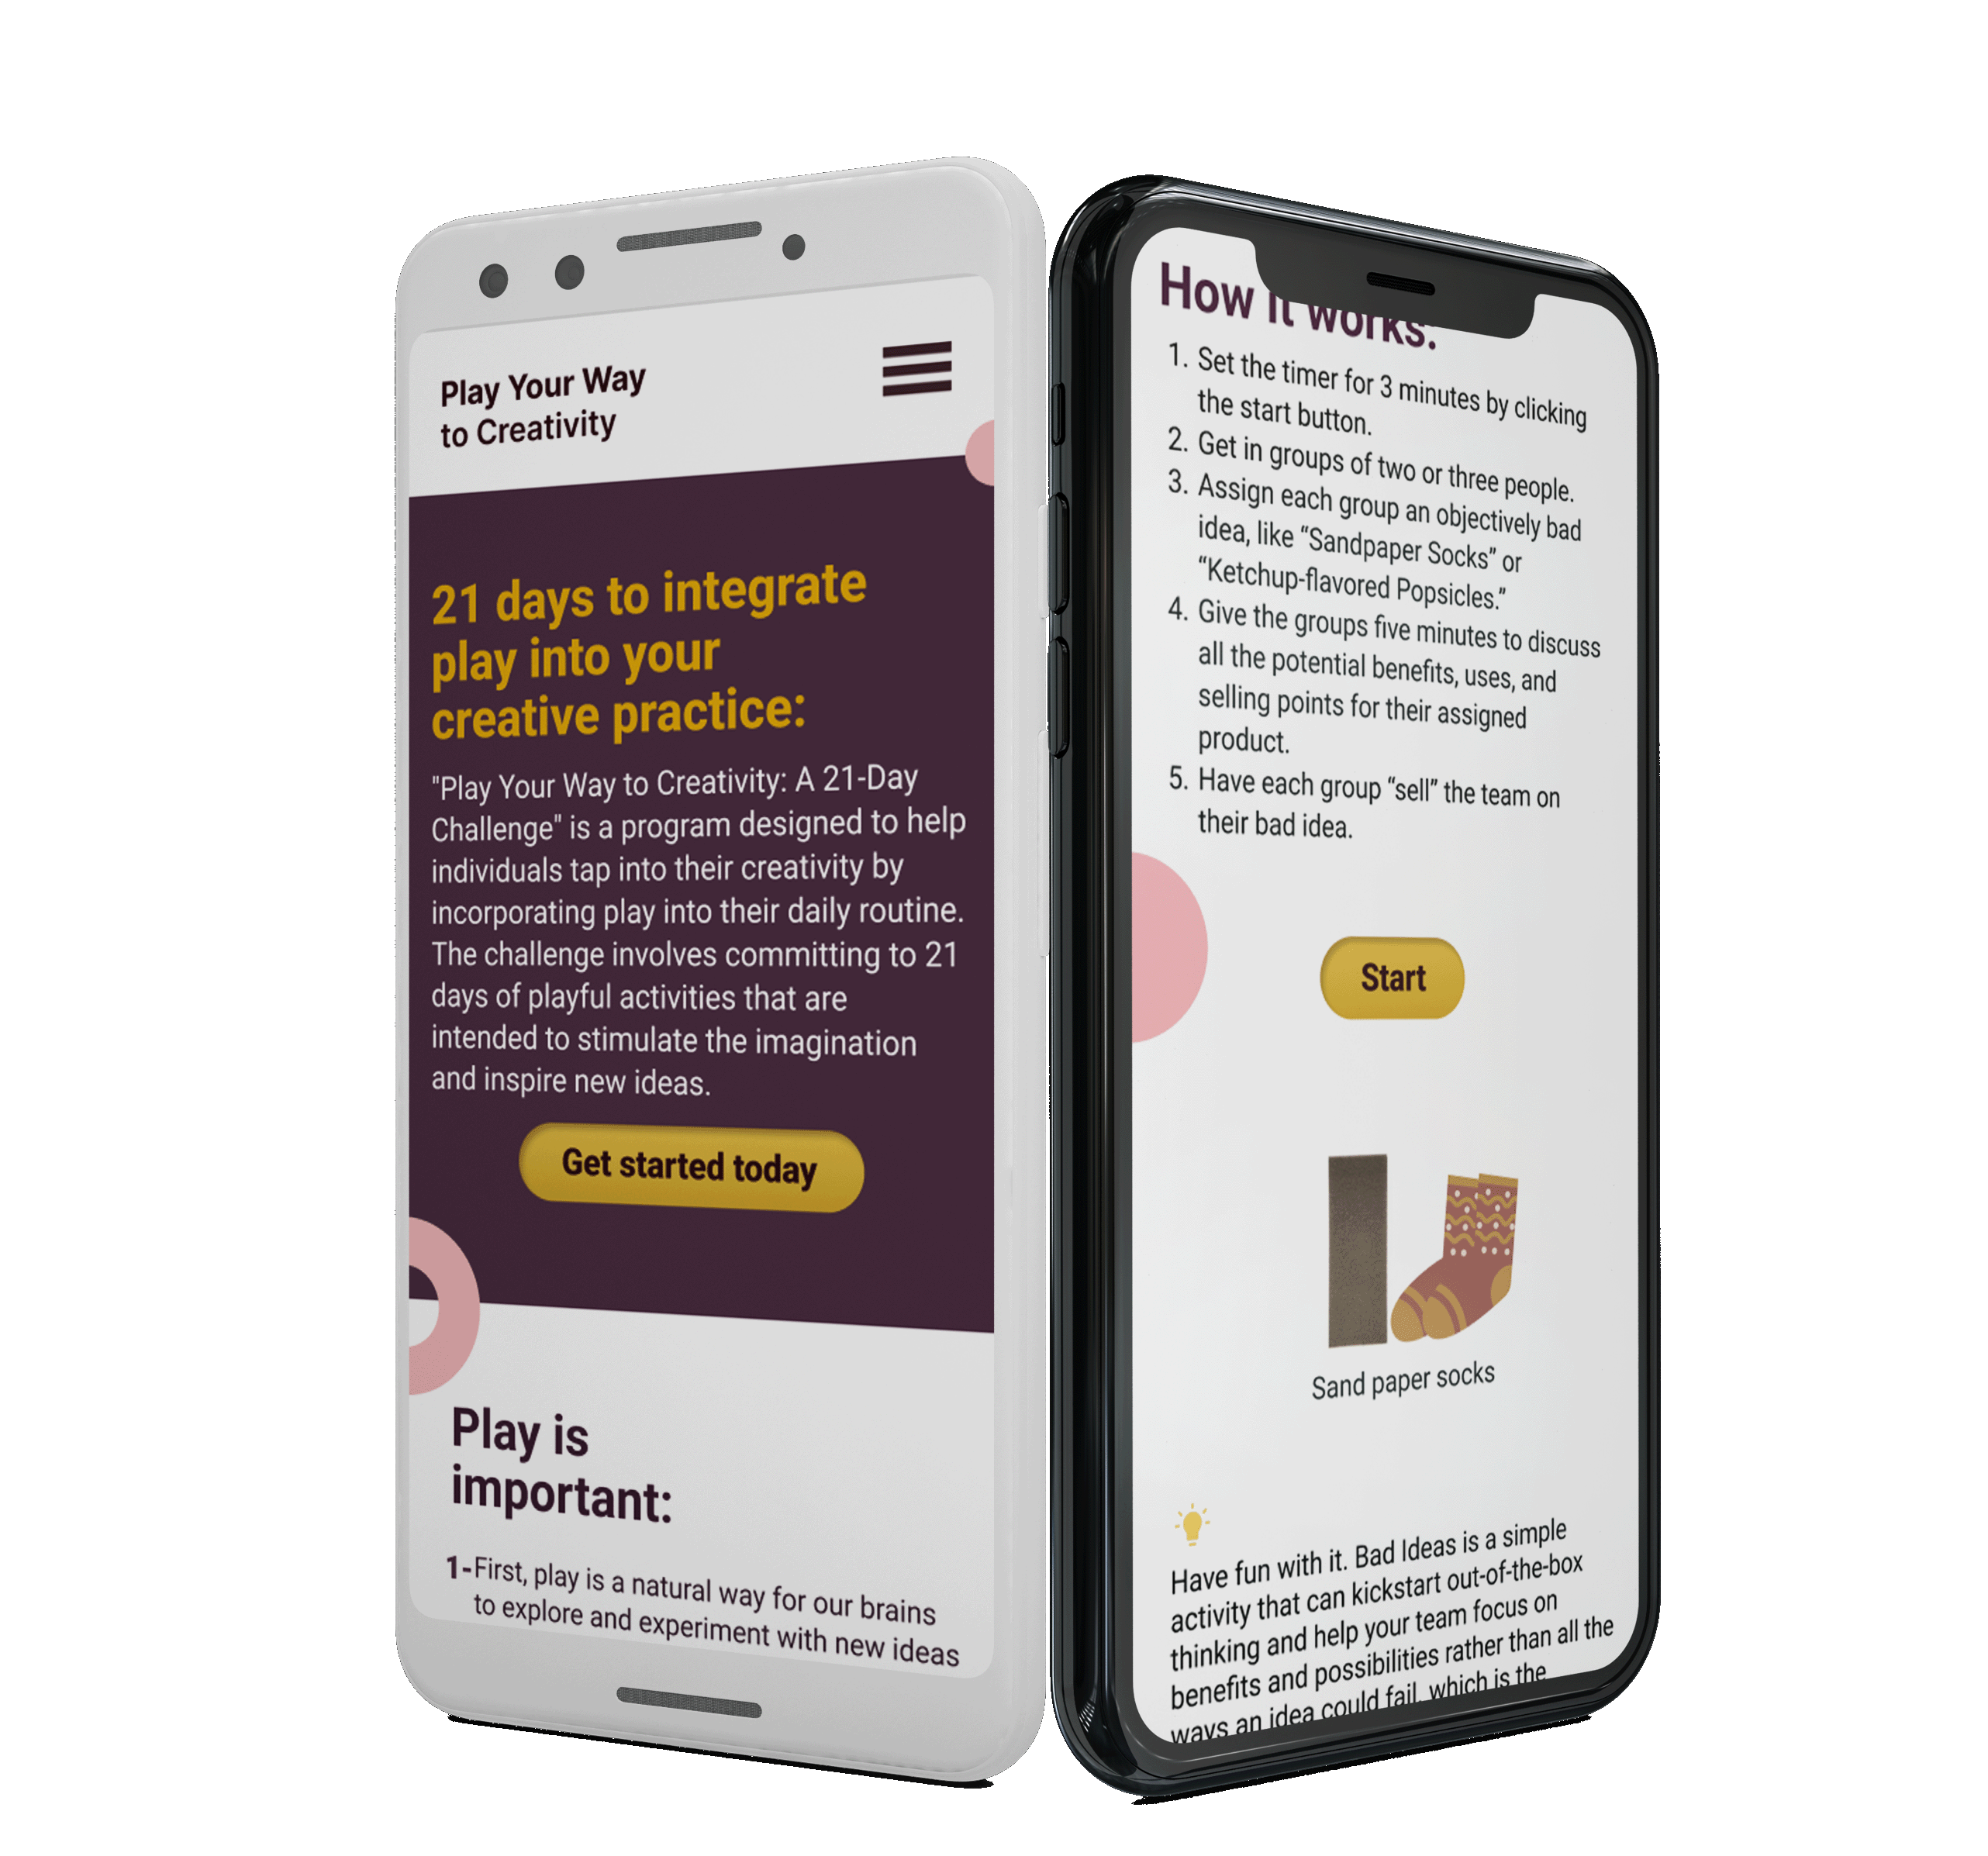 Play Your Way
to Creativity
21 days to integrate
play into your
creative practice:
"Play Your Way to Creativity: A 21-Day
Challenge" is a program designed to help
individuals tap into their creativity by
incorporating play into their daily routine.
The challenge involves committing to 21
days of playful activities that are
intended to stimulate the imagination
and inspire new ideas.
Get started today
Play is
important:
1-First, play is a natural way for our brains
to explore and experiment with new ideas
How it works:
1. Set the timer for 3 minutes by clicking
the start button.
2. Get in groups of two or three people.
3. Assign each group an objectively bad
idea, like “Sandpaper Socks” or
“Ketchup-flavored Popsicles.”
4. Give the groups five minutes to discuss
all the potential benefits, uses, and
selling points for their assigned
product.
5. Have each group “sell” the team on
their bad idea.
Start
Sand paper socks
Have fun with it. Bad Ideas is a simple
activity that can kickstart out-of-the-box
thinking and help your team focus on
benefits and possibilities rather than all the
ways an idea could fail, which is the